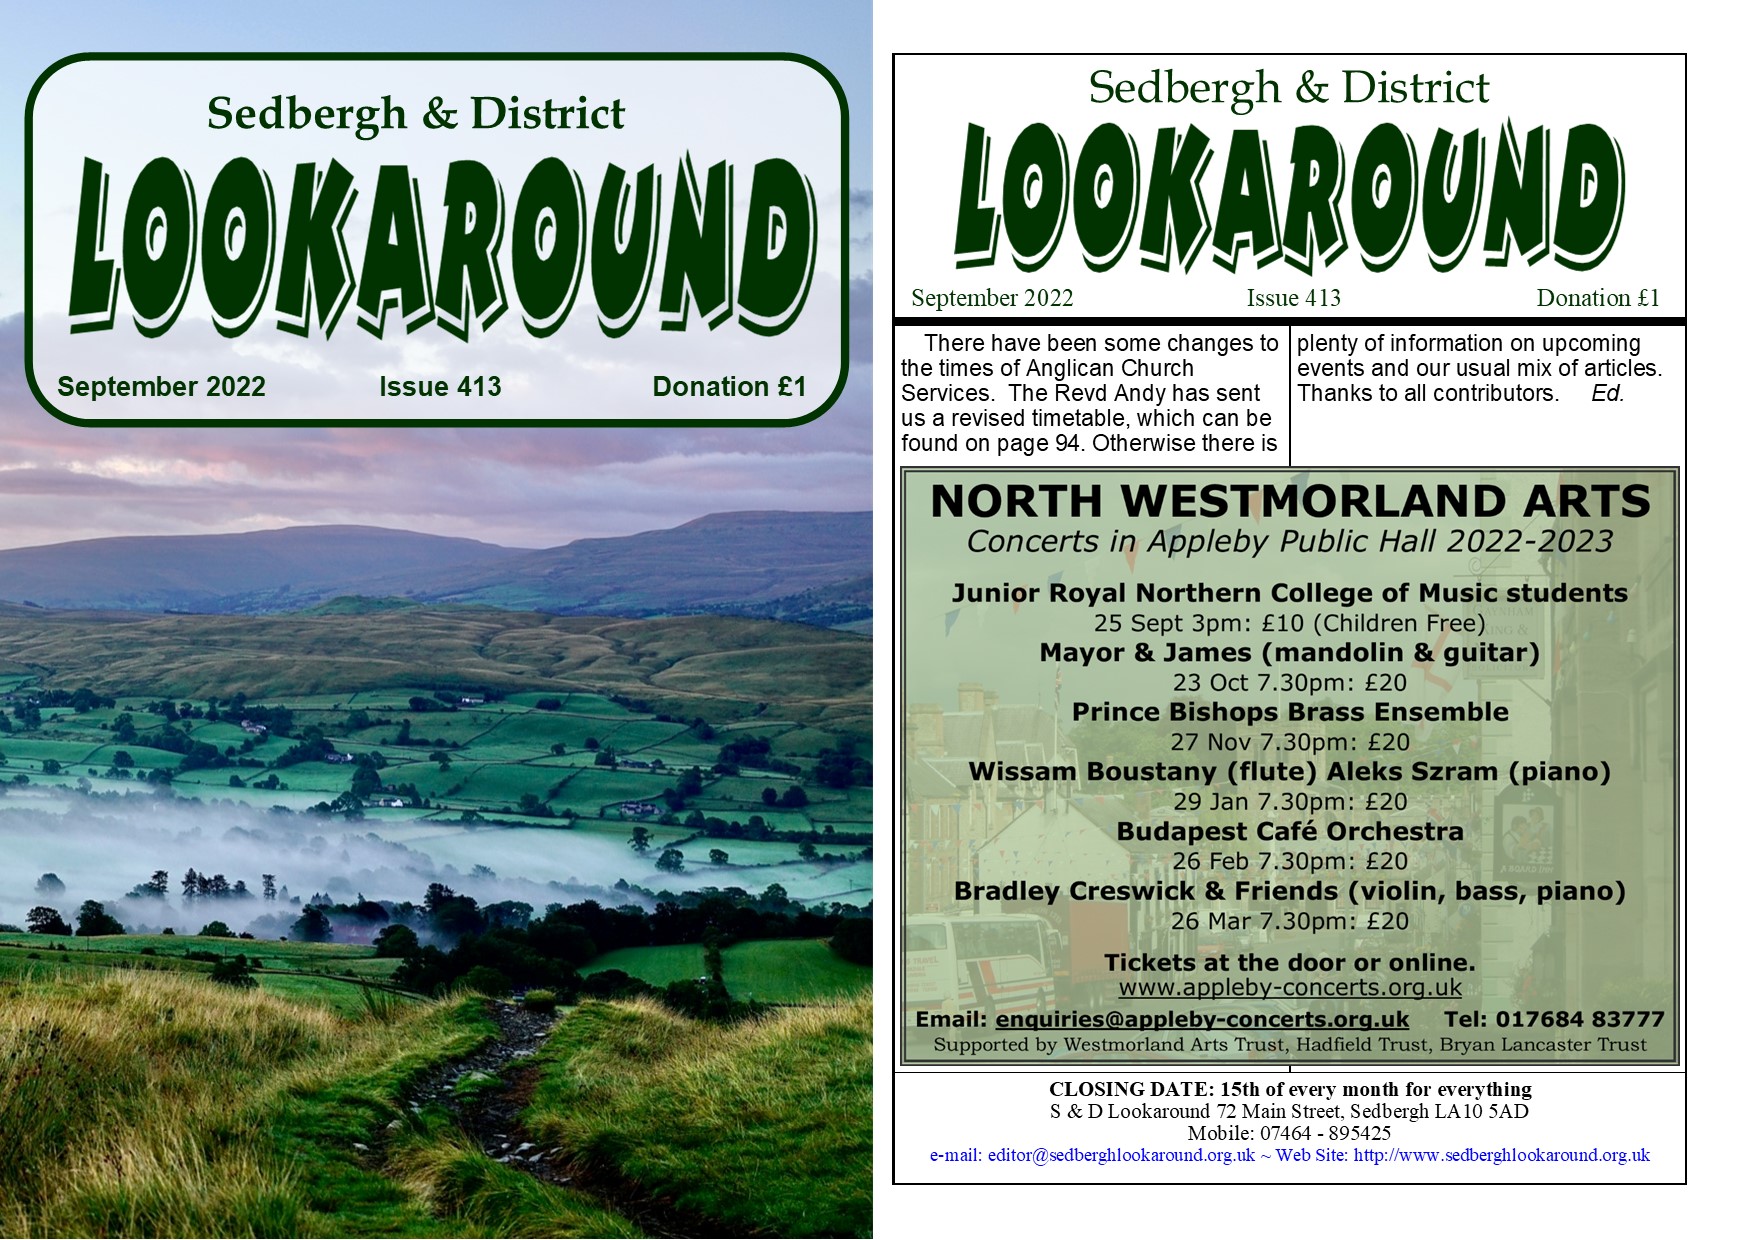 Sedbergh & District
LOOKAROUND
September 2022 Issue 413 Donation £1
Sedbergh & District
LOOKAROUND
September 2022 Issue 413 Donation £1
There have been some changes to
the times of Anglican Church
Services. The Revd Andy has sent
us a revised timetable, which can be
found on page 94. Otherwise there is
plenty of information on upcoming
events and our usual mix of articles.
Thanks to all contributors. Ed.
NORTH WESTMORLAND ARTS
Concerts in Appleby Public Hall 2022-2023
Junior Royal Northern College of Music students
25 Sept 3pm: £10 (Children Free)
Mayor & James (mandolin & guitar)
23 Oct 7.30pm: £20
Prince Bishops Brass Ensemble
27 Nov 7.30pm: £20
Wissam Boustany (flute) Aleks Szram (piano)
29 Jan 7.30pm: £20
Budapest Café Orchestra
26 Feb 7.30pm: £20
Bradley Creswick & Friends (violin, bass, piano)
26 Mar 7.30pm: £20
Tickets at the door or online.
www.appleby-concerts.org.uk
Email: enquiries@appleby-concerts.org.uk Tel: 017684 83777
Supported by Westmorland Arts Trust, Hadfield Trust, Bryan Lancaster Trust
CLOSING DATE: 15th of every month for everything
S & D Lookaround 72 Main Street, Sedbergh LA10 5AD
Mobile: 07464 - 895425
e-mail: editor@sedberghlookaround.org.uk ~ Web Site: http://www.sedberghlookaround.org.uk